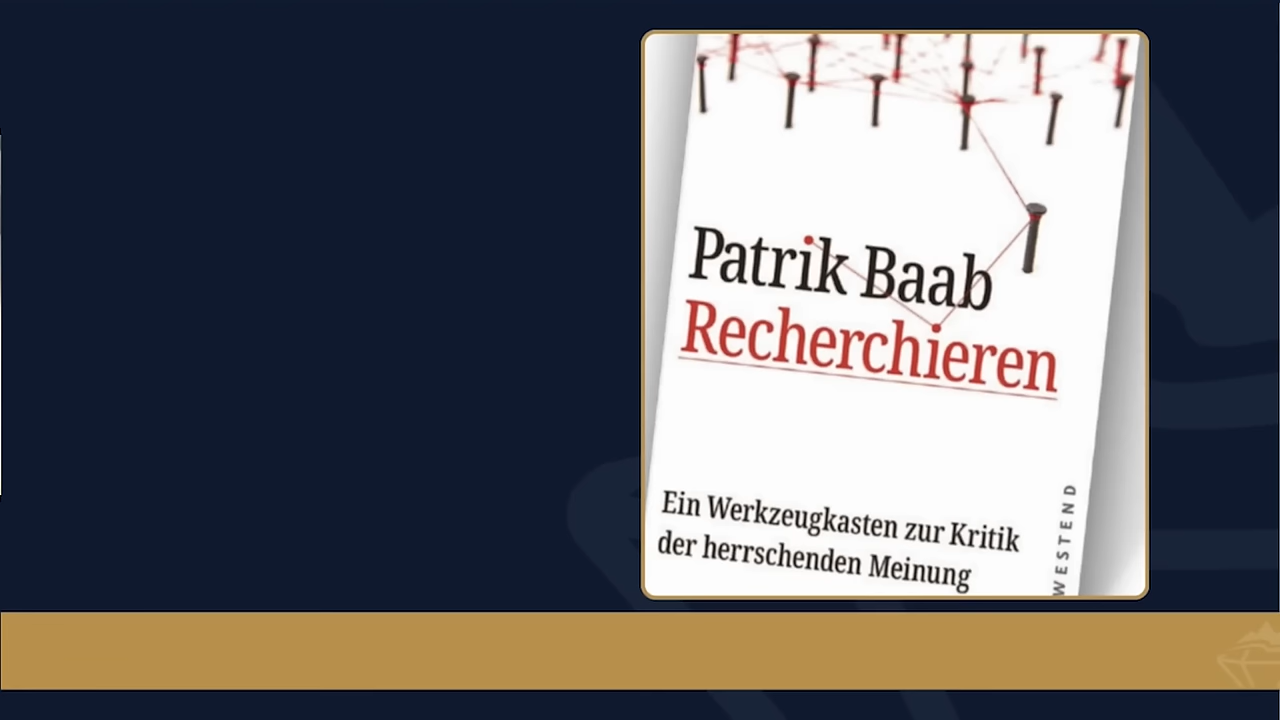 Patrik Baab
Recherchieren
Ein Werkzeugkasten zur Kritik
der herrschenden Meinung
WESTEND